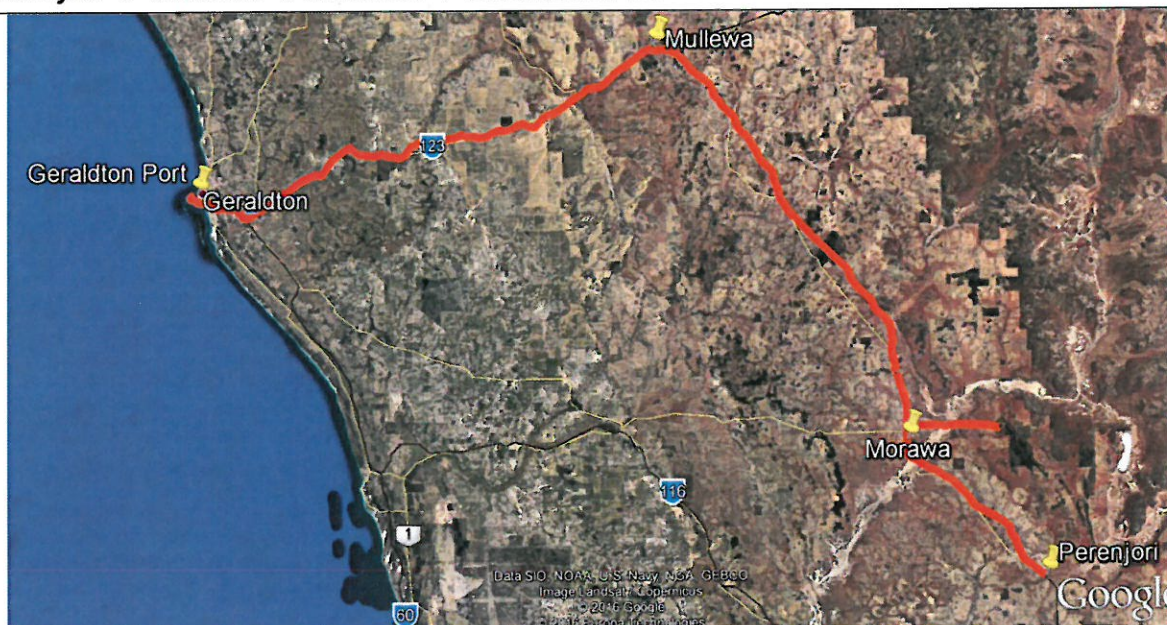 Mullewa
123
Geraldton Port
Geraldton
Morawa
116
1
Perenjori
Data SIO, NOAA, U.S. Navy, NGA, GEBCO
Image Landsat / Copernicus
© 2016 Google
60
Google